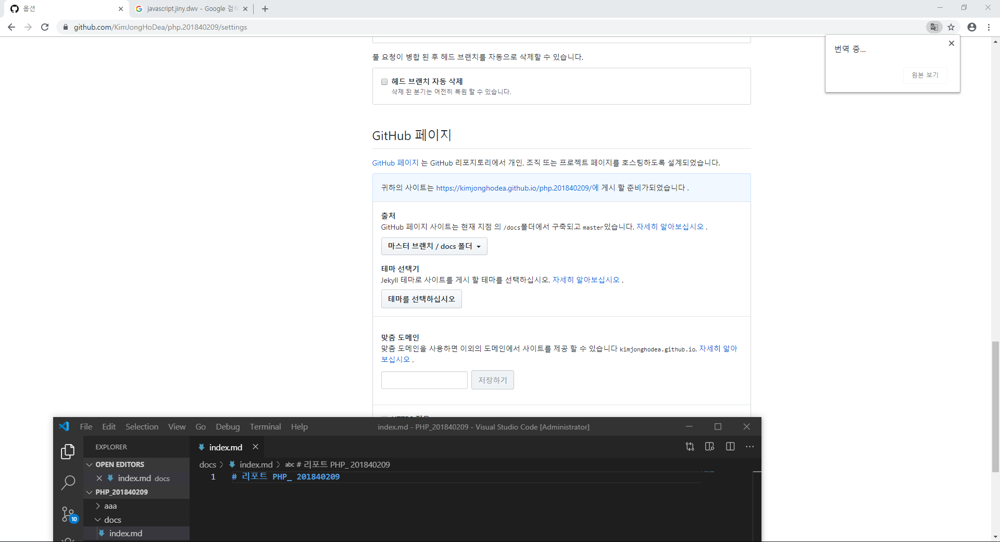 옵션
javascript.jiny.dwv - Google 검색
github.com/KimJongHoDea/php.201840209/settings
번역 중...
원본 보기
풀 요청이 병합 된 후 헤드 브랜치를 자동으로 삭제할 수 있습니다.
헤드 브랜치 자동 삭제
삭제 된 분기는 여전히 복원 할 수 있습니다.
GitHub 페이지
GitHub 페이지 는 GitHub 리포지토리에서 개인, 조직 또는 프로젝트 페이지를 호스팅하도록 설계되었습니다.
귀하의 사이트는 https://kimjonghodea.github.io/php.201840209/에 게시 할 준비가되었습니다 .
출처
GitHub 페이지 사이트는 현재 지점 의 /docs폴더에서 구축되고 master있습니다. 자세히 알아보십시오 .
마스터 브랜치 / docs 폴더
테마 선택기
Jekyll 테마로 사이트를 게시 할 테마를 선택하십시오. 자세히 알아보십시오 .
테마를 선택하십시오
맞춤 도메인
맞춤 도메인을 사용하면 이외의 도메인에서 사이트를 제공 할 수 있습니다 kimjonghodea.github.io. 자세히 알아
보십시오 .
저장하기
File Edit Selection View Go Debug Terminal Help
index.md - PHP_201840209 - Visual Studio Code [Administrator]
EXPLORER
index.md
OPEN EDITORS
docs > index.md > abc # 리포트 PHP_ 201840209
index.md docs
1 # 리포트 PHP_ 201840209
PHP_201840209
aaa
10
docs
index.md